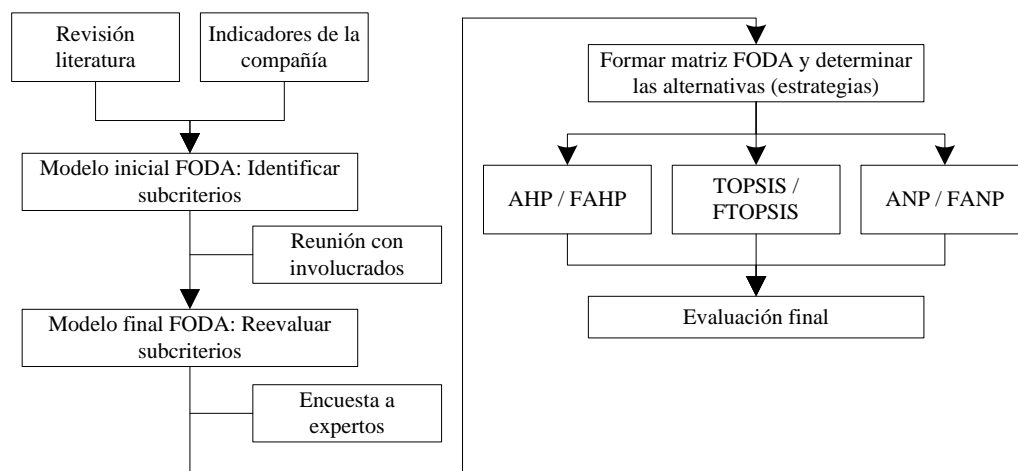 Revisión
literatura
Indicadores de la
compañía
Modelo inicial FODA: Identificar
subcriterios
Reunión con
involucrados
Modelo final FODA: Reevaluar
subcriterios
Encuesta a
expertos
Formar matriz FODA y determinar
las alternativas (estrategias)
AHP / FAHP
TOPSIS /
FTOPSIS
ANP / FANP
Evaluación final